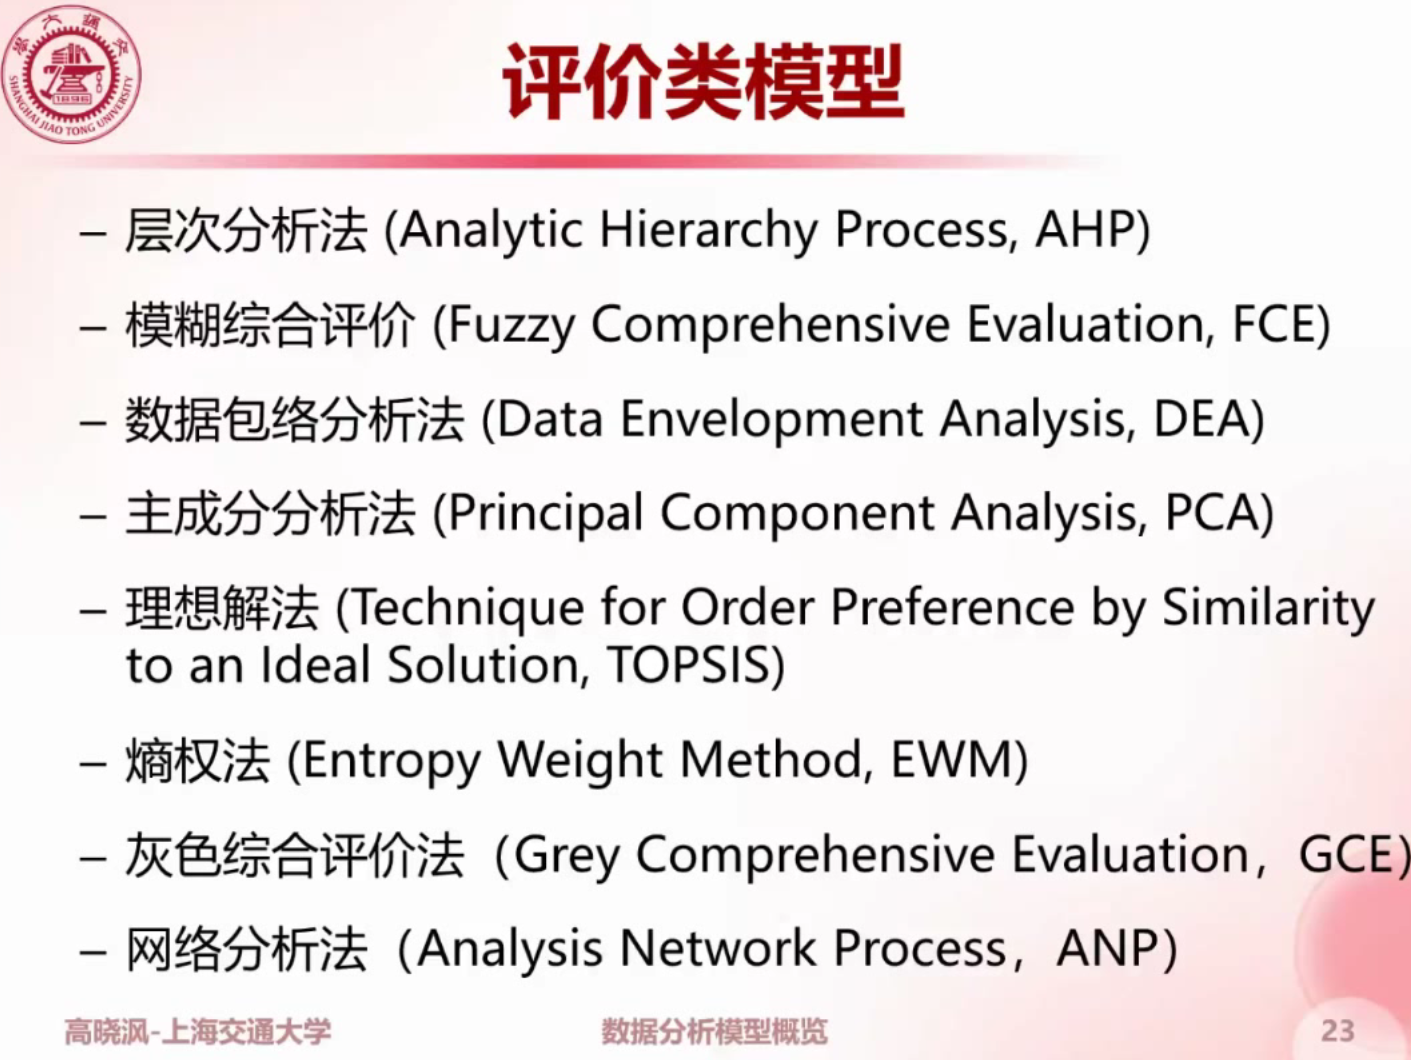 评价类模型
SHANGHAI JIAO TONG UNIVERSITY
1896
– 层次分析法 (Analytic Hierarchy Process, AHP)
– 模糊综合评价 (Fuzzy Comprehensive Evaluation, FCE)
– 数据包络分析法 (Data Envelopment Analysis, DEA)
– 主成分分析法 (Principal Component Analysis, PCA)
– 理想解法 (Technique for Order Preference by Similarity
to an Ideal Solution, TOPSIS)
– 熵权法 (Entropy Weight Method, EWM)
– 灰色综合评价法（Grey Comprehensive Evaluation，GCE）
– 网络分析法（Analysis Network Process，ANP）
高晓沨-上海交通大学
数据分析模型概览
23